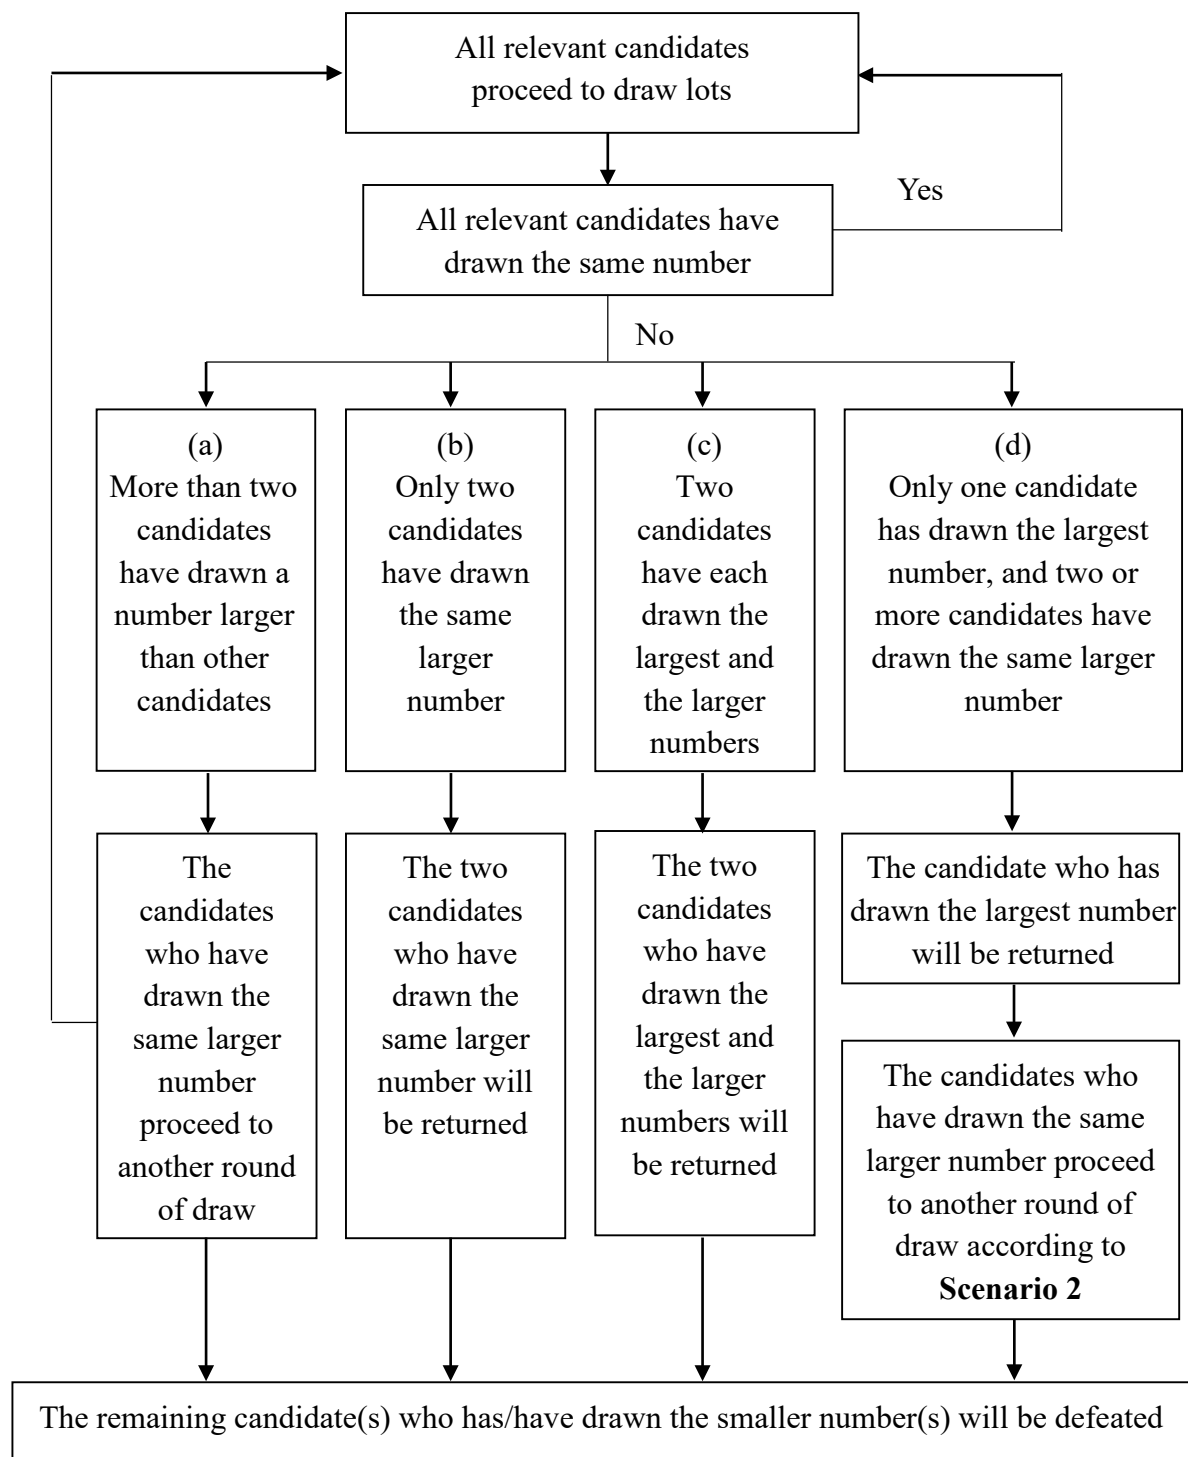 All relevant candidates
proceed to draw lots
Yes
All relevant candidates have
drawn the same number
No
(a)
More than two
candidates
have drawn a
number larger
than other
candidates
(b)
Only two
candidates
have drawn
the same
larger
number
(c)
Two
candidates
have each
drawn the
largest and
the larger
numbers
(d)
Only one candidate
has drawn the largest
number, and two or
more candidates have
drawn the same larger
number
The
candidates
who have
drawn the
same larger
number
proceed to
another round
of draw
The two
candidates
who have
drawn the
same larger
number will
be returned
The two
candidates
who have
drawn the
largest and
the larger
numbers will
be returned
The candidate who has
drawn the largest number
will be returned
The candidates who
have drawn the same
larger number proceed
to another round of
draw according to
Scenario 2
The remaining candidate(s) who has/have drawn the smaller number(s) will be defeated